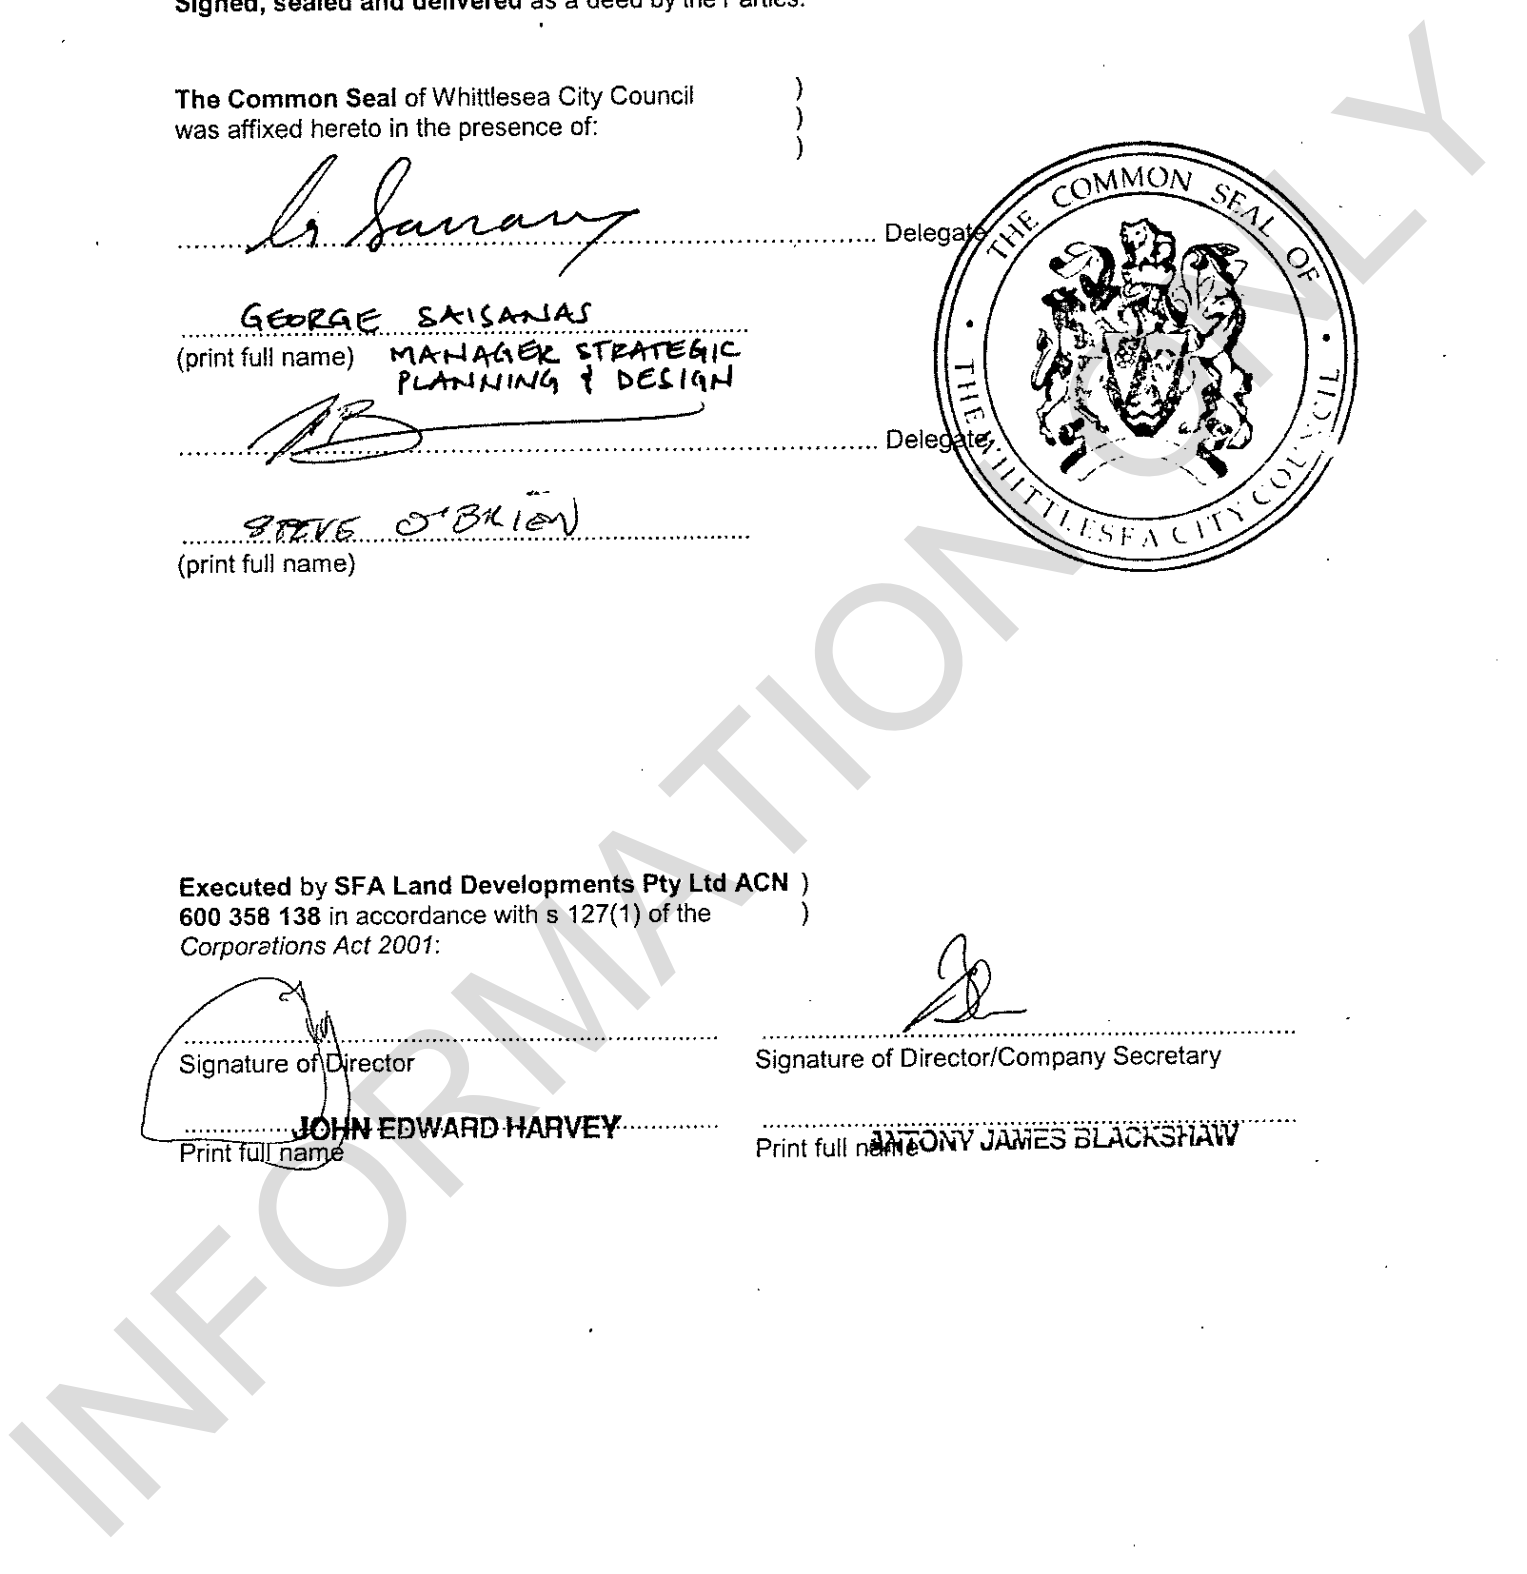 Signed, sealed and delivered as a deed by the Parties.
The Common Seal of Whittlesea City Council )
was affixed hereto in the presence of: )
)
Delegate
GEORGE SAISANAS
(print full name) MANAGER STRATEGIC
PLANNING & DESIGN
Delegate
STEVE O'BRIEN
(print full name)
THE COMMON SEAL OF
THE WHITTLESEA CITY COUNCIL
Executed by SFA Land Developments Pty Ltd ACN )
600 358 138 in accordance with s 127(1) of the )
Corporations Act 2001:
Signature of Director
Signature of Director/Company Secretary
JOHN EDWARD HARVEY
Print full name
ANTONY JAMES BLACKSHAW
Print full name
INFORMATION ONLY